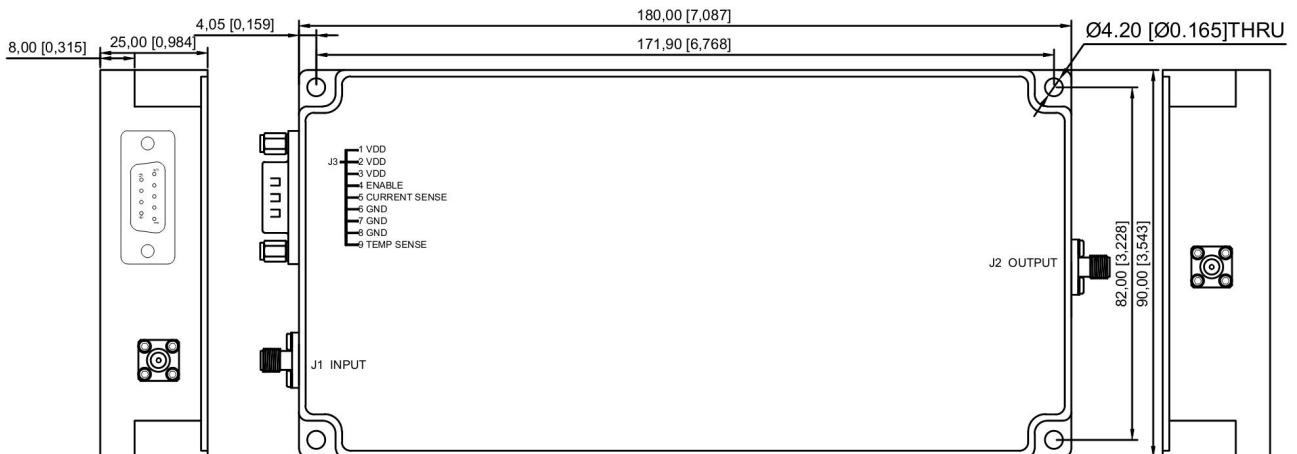 180,00 [7,087]
4,05 [0,159]
171,90 [6,768]
Ø4.20 [Ø0.165]THRU
8,00 [0,315]
25,00 [0,984]
1 VDD
J3
2 VDD
3 VDD
4 ENABLE
5 CURRENT SENSE
6 GND
7 GND
8 GND
9 TEMP SENSE
J2 OUTPUT
82,00 [3,228]
90,00 [3,543]
J1 INPUT